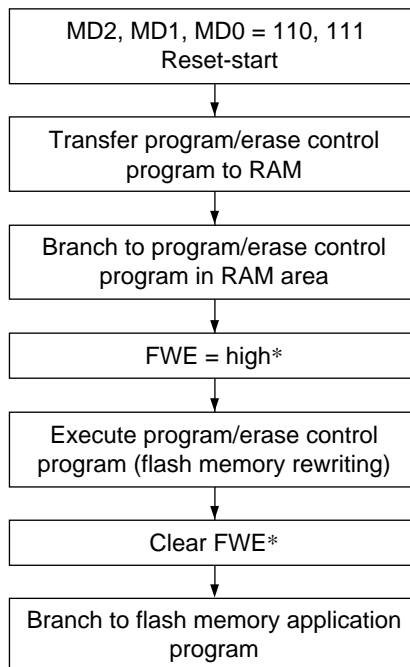 MD2, MD1, MD0 = 110, 111
Reset-start
Transfer program/erase control
program to RAM
Branch to program/erase control
program in RAM area
FWE = high*
Execute program/erase control
program (flash memory rewriting)
Clear FWE*
Branch to flash memory application
program